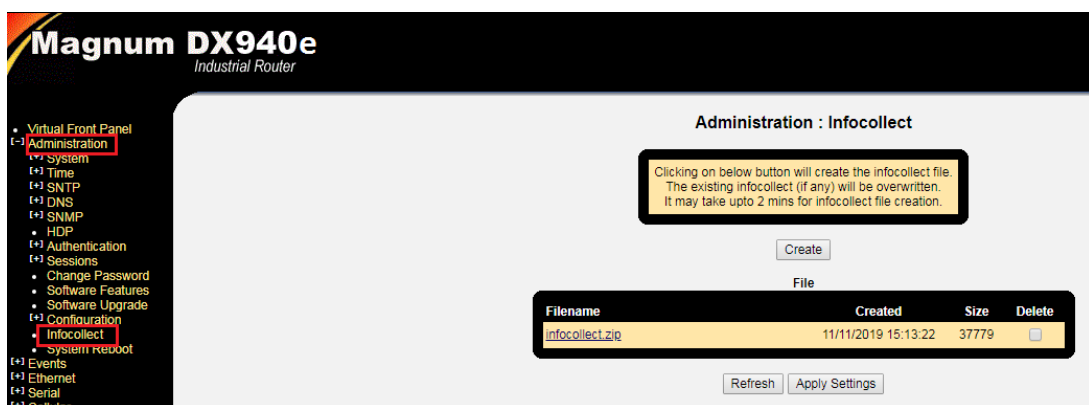 Magnum DX940e
Industrial Router
Virtual Front Panel
Administration
System
Time
SNTP
DNS
SNMP
HDP
Authentication
Sessions
Change Password
Software Features
Software Upgrade
Configuration
Infocollect
System Reboot
Events
Ethernet
Serial
Administration : Infocollect
Clicking on below button will create the infocollect file.
The existing infocollect (if any) will be overwritten.
It may take upto 2 mins for infocollect file creation.
Create
File
Filename Created Size Delete
infocollect.zip 11/11/2019 15:13:22 37779
Refresh Apply Settings